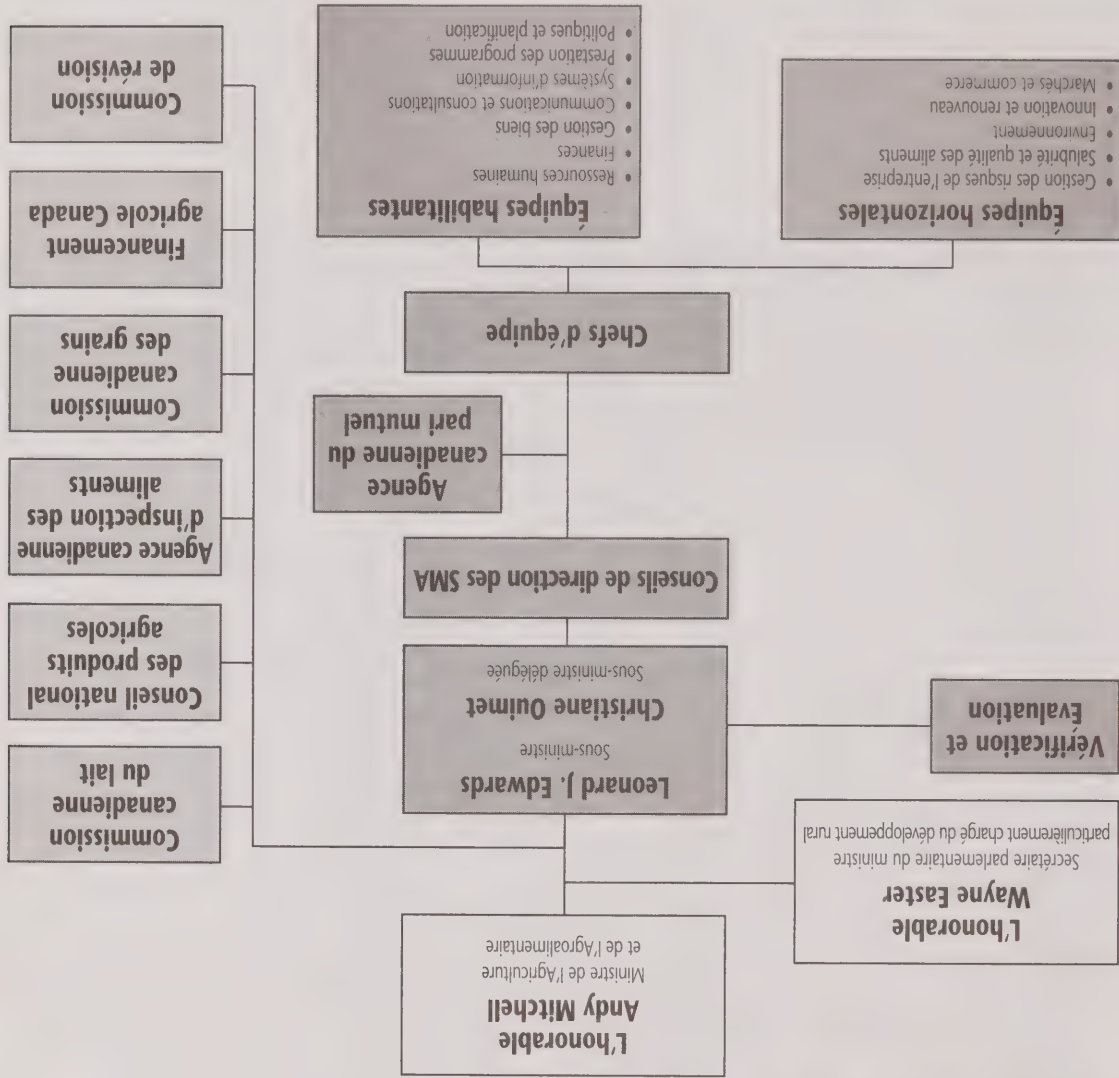 L'honorable
Andy Mitchell
Ministre de l'Agriculture
et de l'Agroalimentaire
L'honorable
Wayne Easter
Secrétaire parlementaire du ministre
particulièrement chargé du développement rural
Leonard J. Edwards
Sous-ministre
Christiane Ouimet
Sous-ministre déléguée
Vérification et
Évaluation
Conseils de direction des SMA
Agence
canadienne du
pari mutuel
Chefs d'équipe
Équipes horizontales
• Gestion des risques de l'entreprise
• Salubrité et qualité des aliments
• Environnement
• Innovation et renouveau
• Marchés et commerce
Équipes habilitantes
• Ressources humaines
• Finances
• Gestion des biens
• Communications et consultations
• Systèmes d'information
• Prestation des programmes
• Politiques et planification
Commission
canadienne
du lait
Conseil national
des produits
agricoles
Agence canadienne
d'inspection des
aliments
Commission
canadienne
des grains
Financement
agricole Canada
Commission
de révision